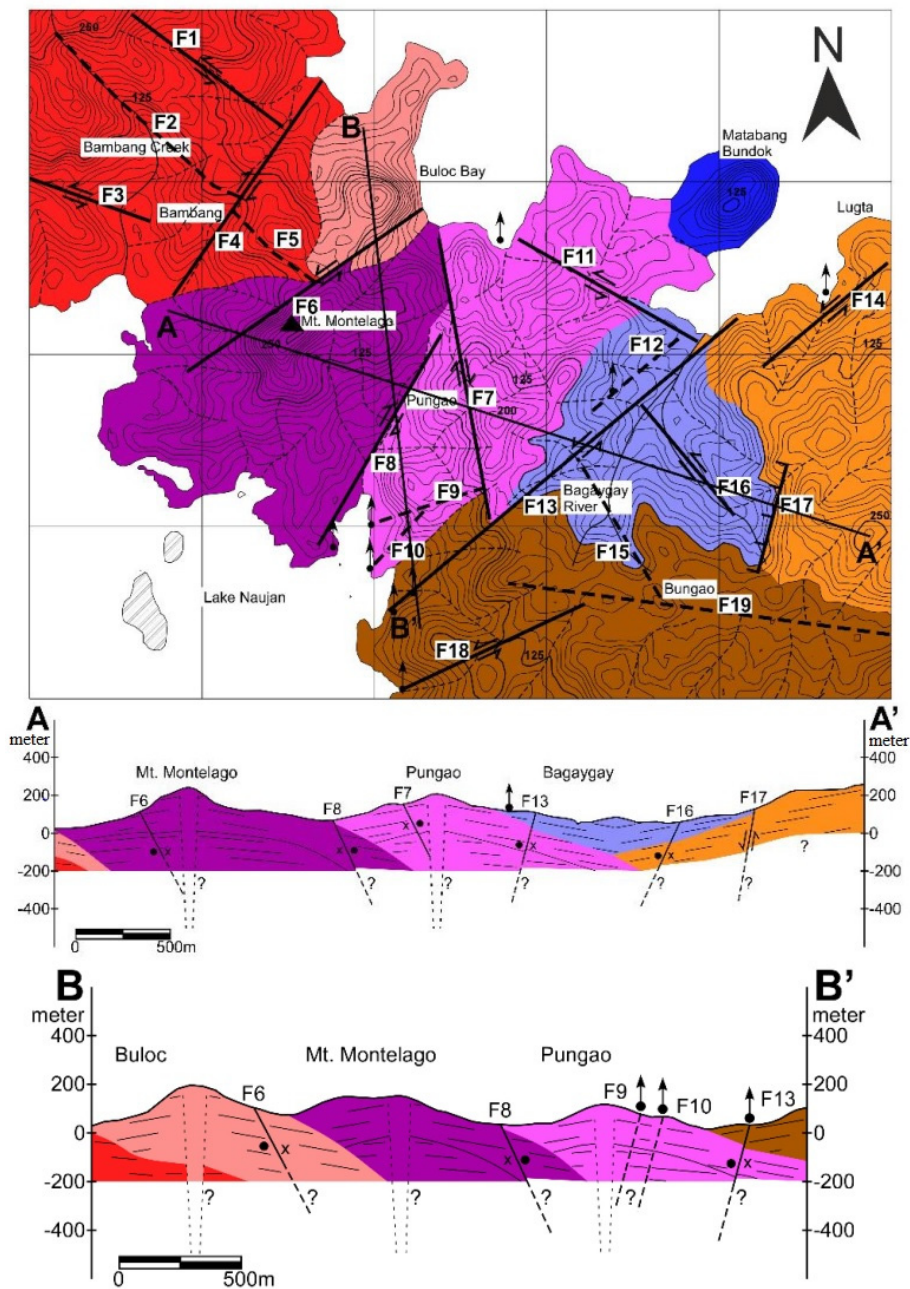 250
F1
N
F2
125
B
Matabang
Bundok
Bambang Creek
Buloc Bay
125
F3
Bambang
Lugta
F4
F5
F11
F6
A
Mt. Montelago
F14
250
125
F12
125
125
Pungao
F7
200
F8
F16
F9
Bagaygay
River
F13
F17
250
F10
F15
A'
Lake Naujan
Bungao
B'
F19
F18
125
A
A'
meter
meter
Mt. Montelago
Pungao
Bagaygay
400
400
F6
F7
F13
F17
200
F8
F16
200
0
x
x
x
x
x
0
?
-200
-200
?
?
?
?
?
?
?
-400
-400
0
500m
B
B'
meter
meter
400
400
Buloc
Mt. Montelago
Pungao
200
F6
F9
F10
F13
200
F8
0
x
x
x
0
-200
-200
?
?
?
?
?
?
?
-400
-400
0
500m